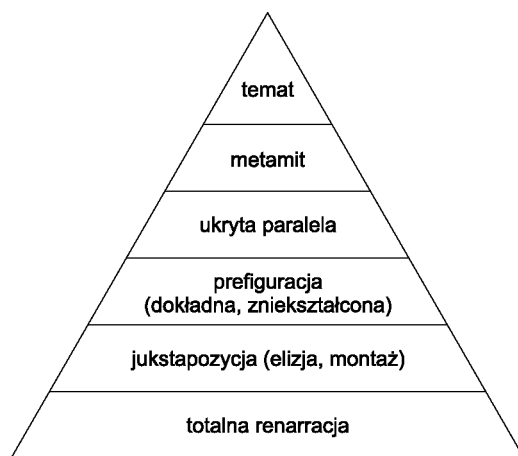 temat
metamit
ukryta paralela
prefiguracja
(dokładna, zniekształcona)
jukstapozycja (elizja, montaż)
totalna renarracja